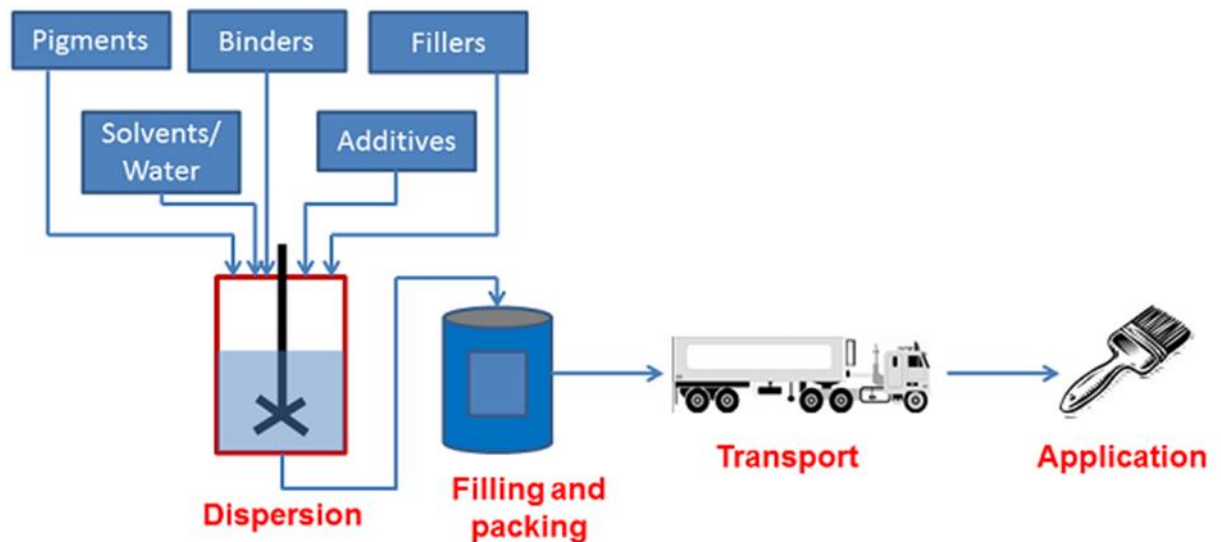 Pigments
Binders
Fillers
Solvents/
Water
Additives
Dispersion
Filling and
packing
Transport
Application